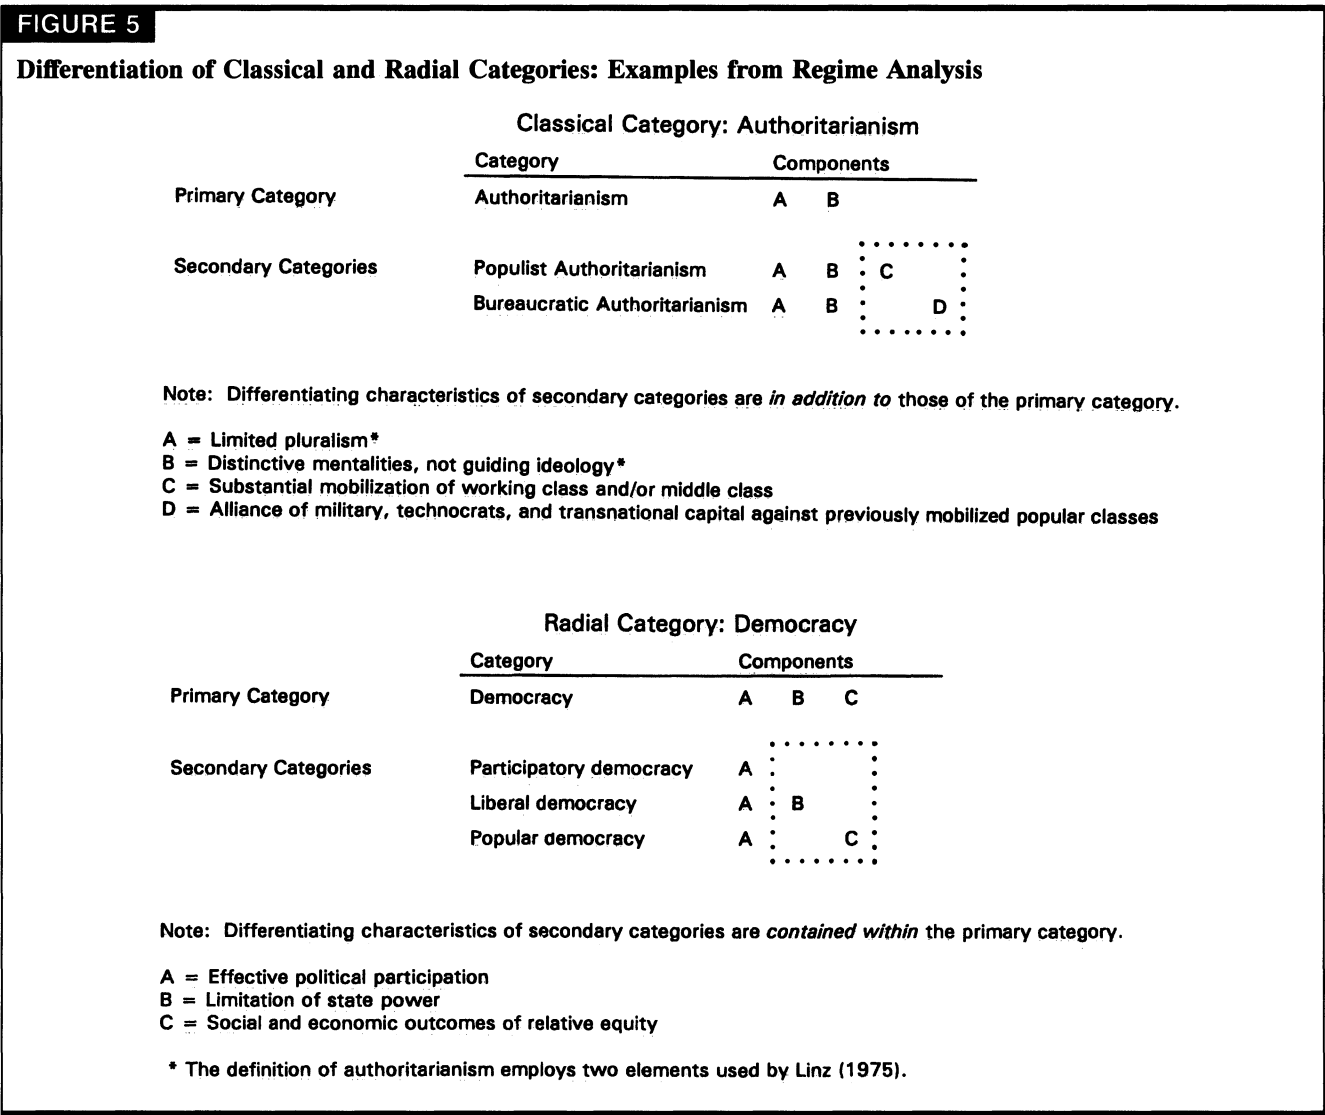 FIGURE 5
Differentiation of Classical and Radial Categories: Examples from Regime Analysis
Classical Category: Authoritarianism
Category Components
Primary Category Authoritarianism A B
Secondary Categories Populist Authoritarianism A B C
Bureaucratic Authoritarianism A B D
Note: Differentiating characteristics of secondary categories are in addition to those of the primary category.
A = Limited pluralism*
B = Distinctive mentalities, not guiding ideology*
C = Substantial mobilization of working class and/or middle class
D = Alliance of military, technocrats, and transnational capital against previously mobilized popular classes
Radial Category: Democracy
Category Components
Primary Category Democracy A B C
Secondary Categories Participatory democracy A
Liberal democracy A B
Popular democracy A C
Note: Differentiating characteristics of secondary categories are contained within the primary category.
A = Effective political participation
B = Limitation of state power
C = Social and economic outcomes of relative equity
* The definition of authoritarianism employs two elements used by Linz (1975).